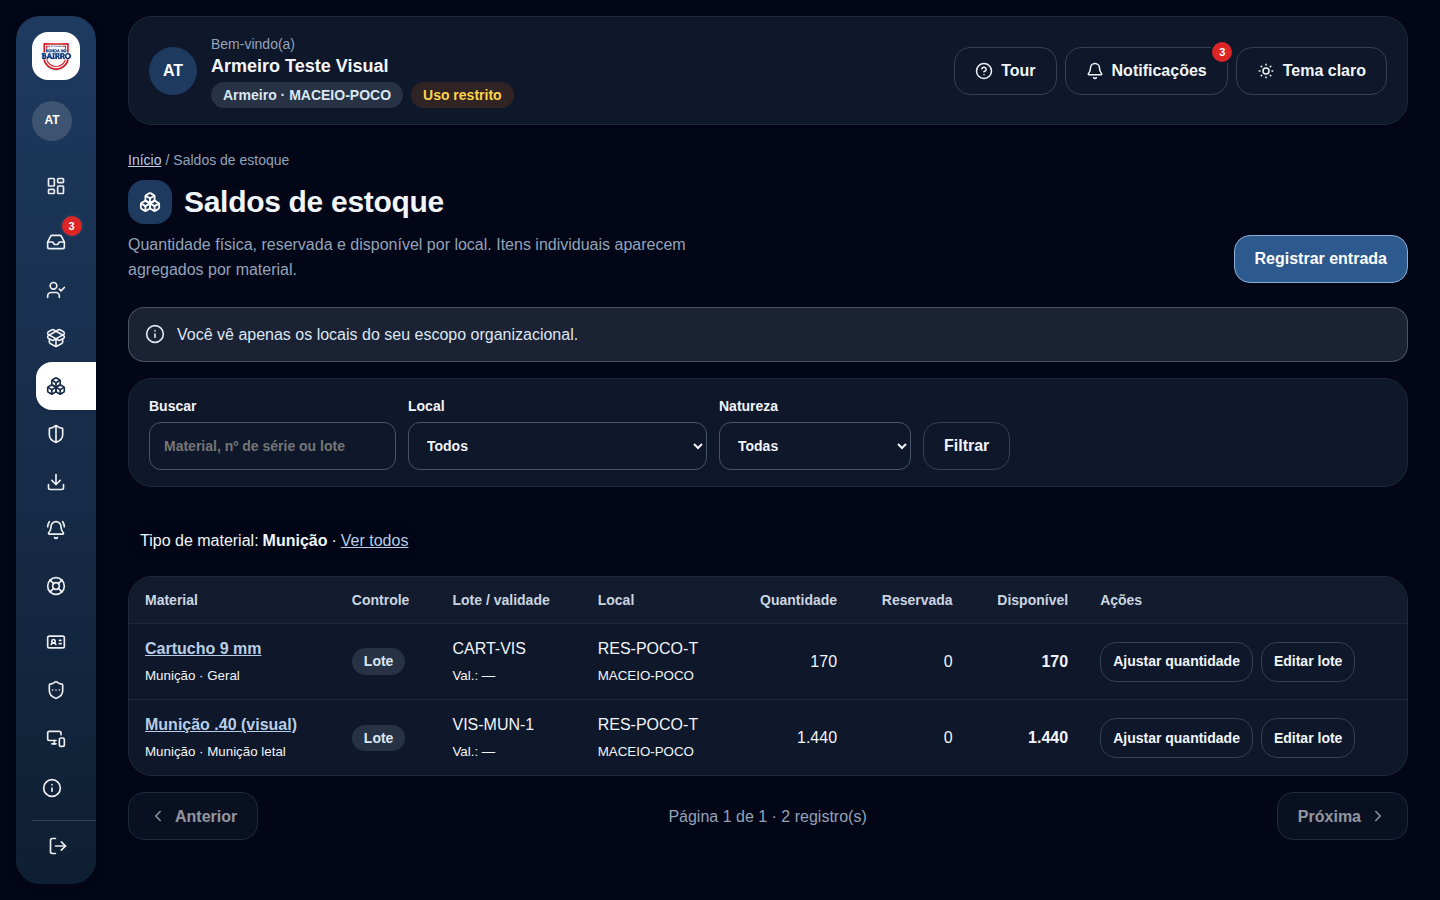 BAIRRO
AT
3
AT
Bem-vindo(a)
Armeiro Teste Visual
Armeiro · MACEIO-POCO
Uso restrito
Tour
Notificações
3
Tema claro
Início / Saldos de estoque
Saldos de estoque
Quantidade física, reservada e disponível por local. Itens individuais aparecem
agregados por material.
Registrar entrada
Você vê apenas os locais do seu escopo organizacional.
Buscar
Local
Natureza
Material, nº de série ou lote
Todos
Todas
Filtrar
Tipo de material: Munição · Ver todos
Material Controle Lote / validade Local Quantidade Reservada Disponível Ações
Cartucho 9 mm
Munição · Geral
Lote
CART-VIS
Val.: —
RES-POCO-T
MACEIO-POCO
170
0
170
Ajustar quantidade
Editar lote
Munição .40 (visual)
Munição · Munição letal
Lote
VIS-MUN-1
Val.: —
RES-POCO-T
MACEIO-POCO
1.440
0
1.440
Ajustar quantidade
Editar lote
Anterior
Página 1 de 1 · 2 registro(s)
Próxima